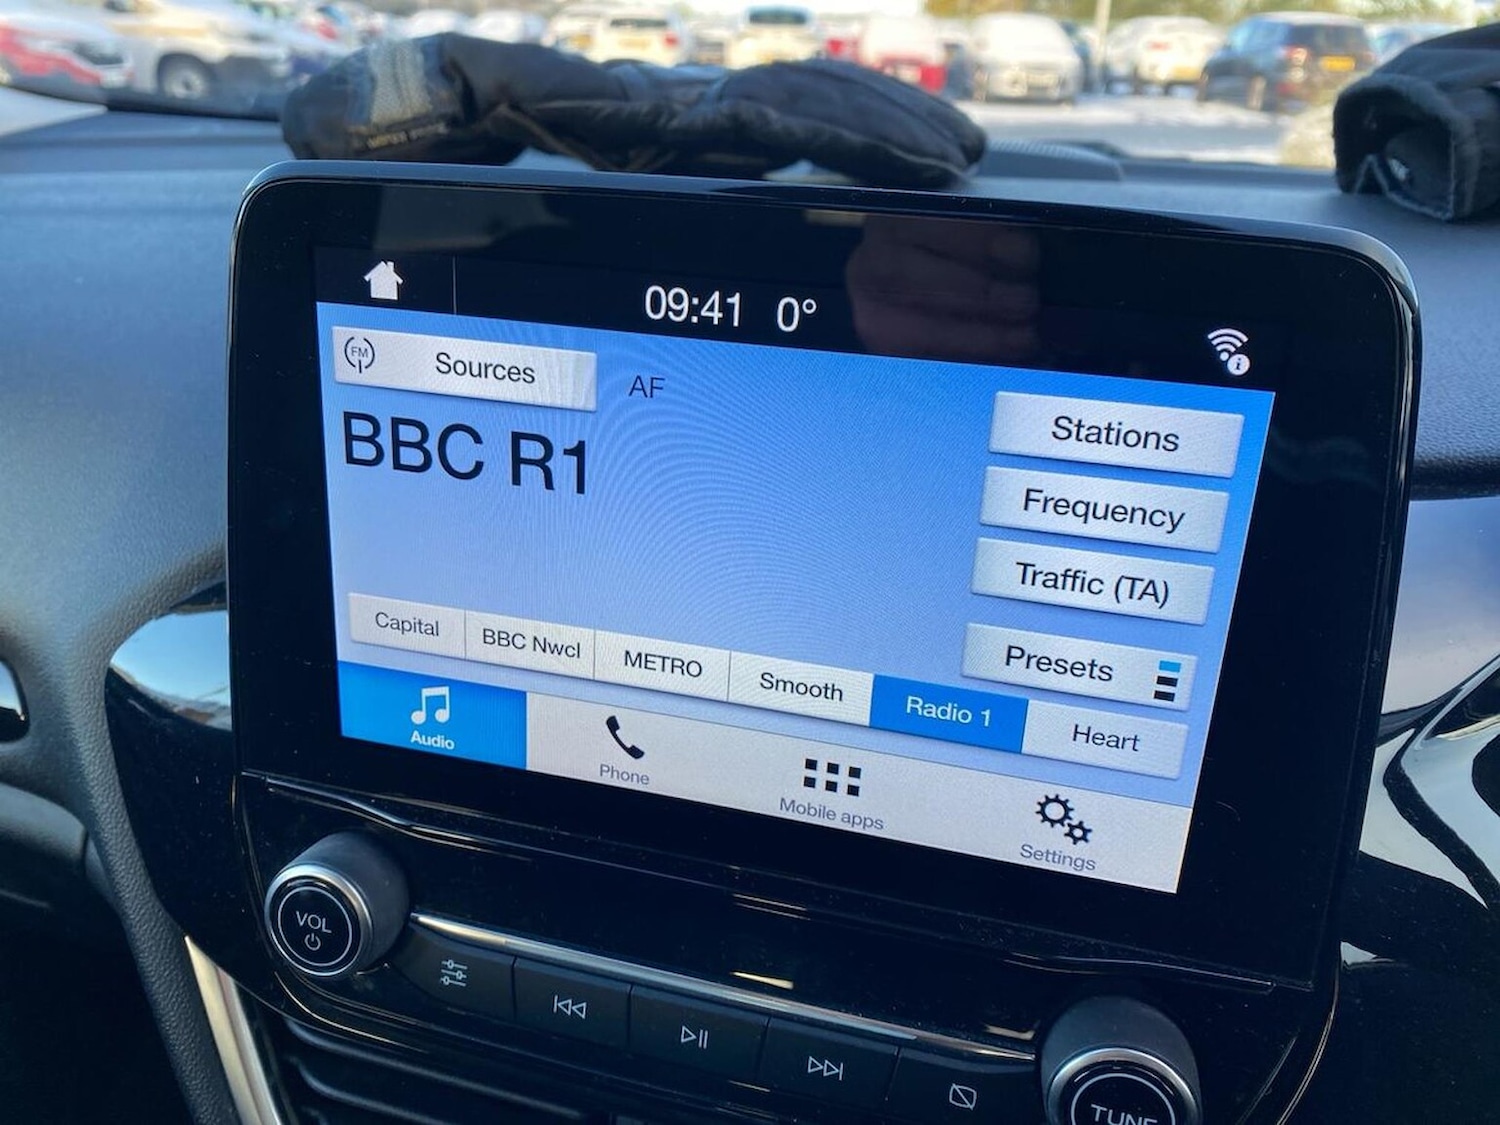 09:41 0°
FM Sources AF
BBC R1
Stations
Frequency
Traffic (TA)
Presets
Capital BBC Nwcl METRO Smooth Radio 1 Heart
Audio Phone Mobile apps Settings
VOL
TUNE